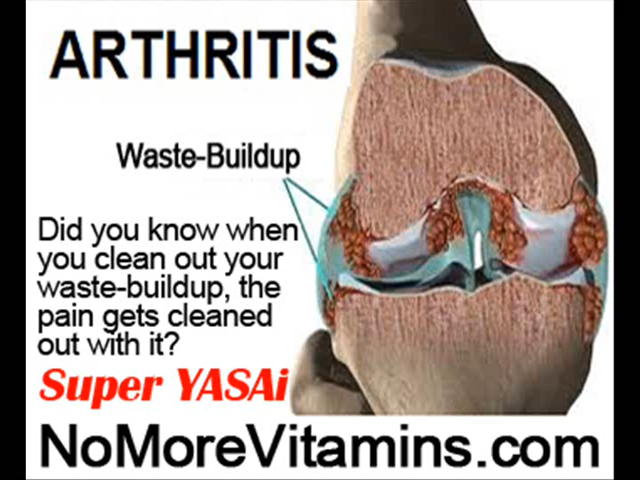 ARTHRITIS
Waste-Buildup
Did you know when
you clean out your
waste-buildup, the
pain gets cleaned
out with it?
Super YASAi
NoMoreVitamins.com